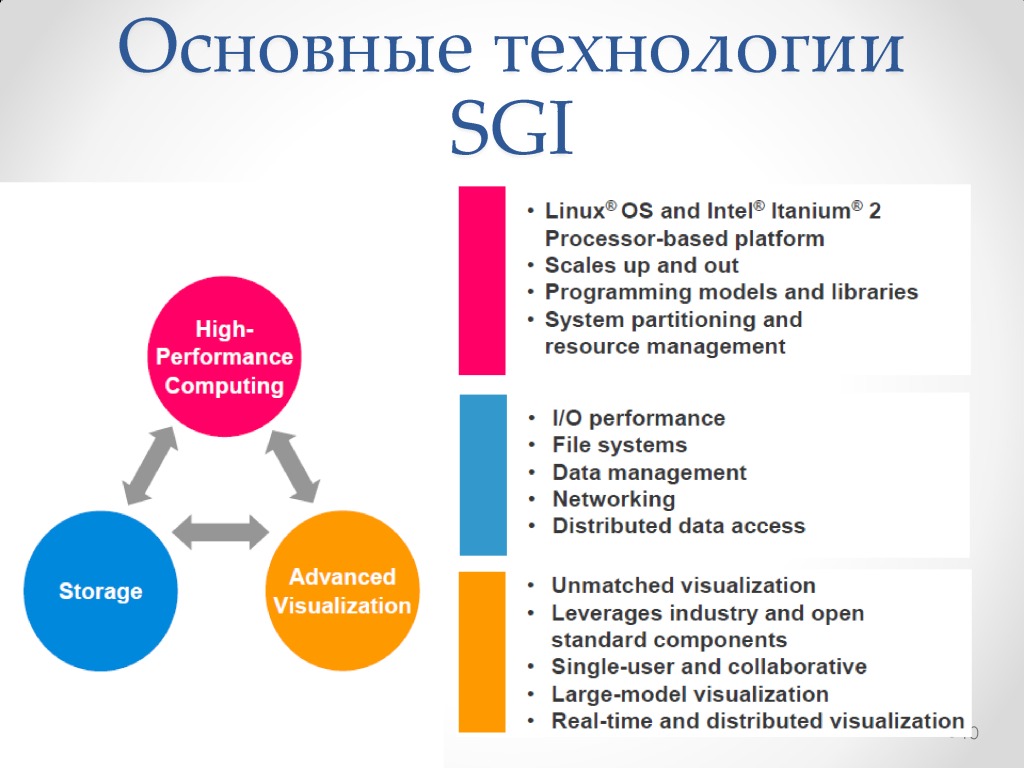 Основные технологии
SGI
High-
Performance
Computing
Storage
Advanced
Visualization
• Linux® OS and Intel® Itanium® 2
Processor-based platform
• Scales up and out
• Programming models and libraries
• System partitioning and
resource management
• I/O performance
• File systems
• Data management
• Networking
• Distributed data access
• Unmatched visualization
• Leverages industry and open
standard components
• Single-user and collaborative
• Large-model visualization
• Real-time and distributed visualization